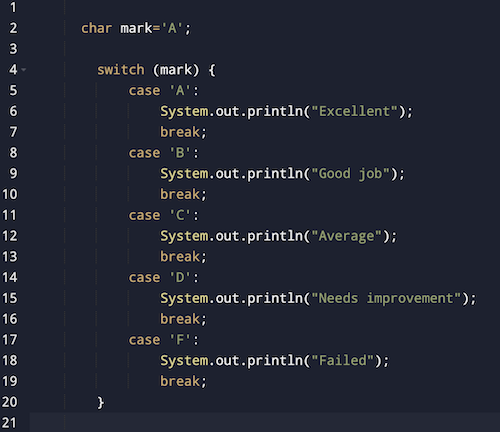 1
2 char mark='A';
3
4 switch (mark) {
5 case 'A':
6 System.out.println("Excellent");
7 break;
8 case 'B':
9 System.out.println("Good job");
10 break;
11 case 'C':
12 System.out.println("Average");
13 break;
14 case 'D':
15 System.out.println("Needs improvement");
16 break;
17 case 'F':
18 System.out.println("Failed");
19 break;
20 }
21